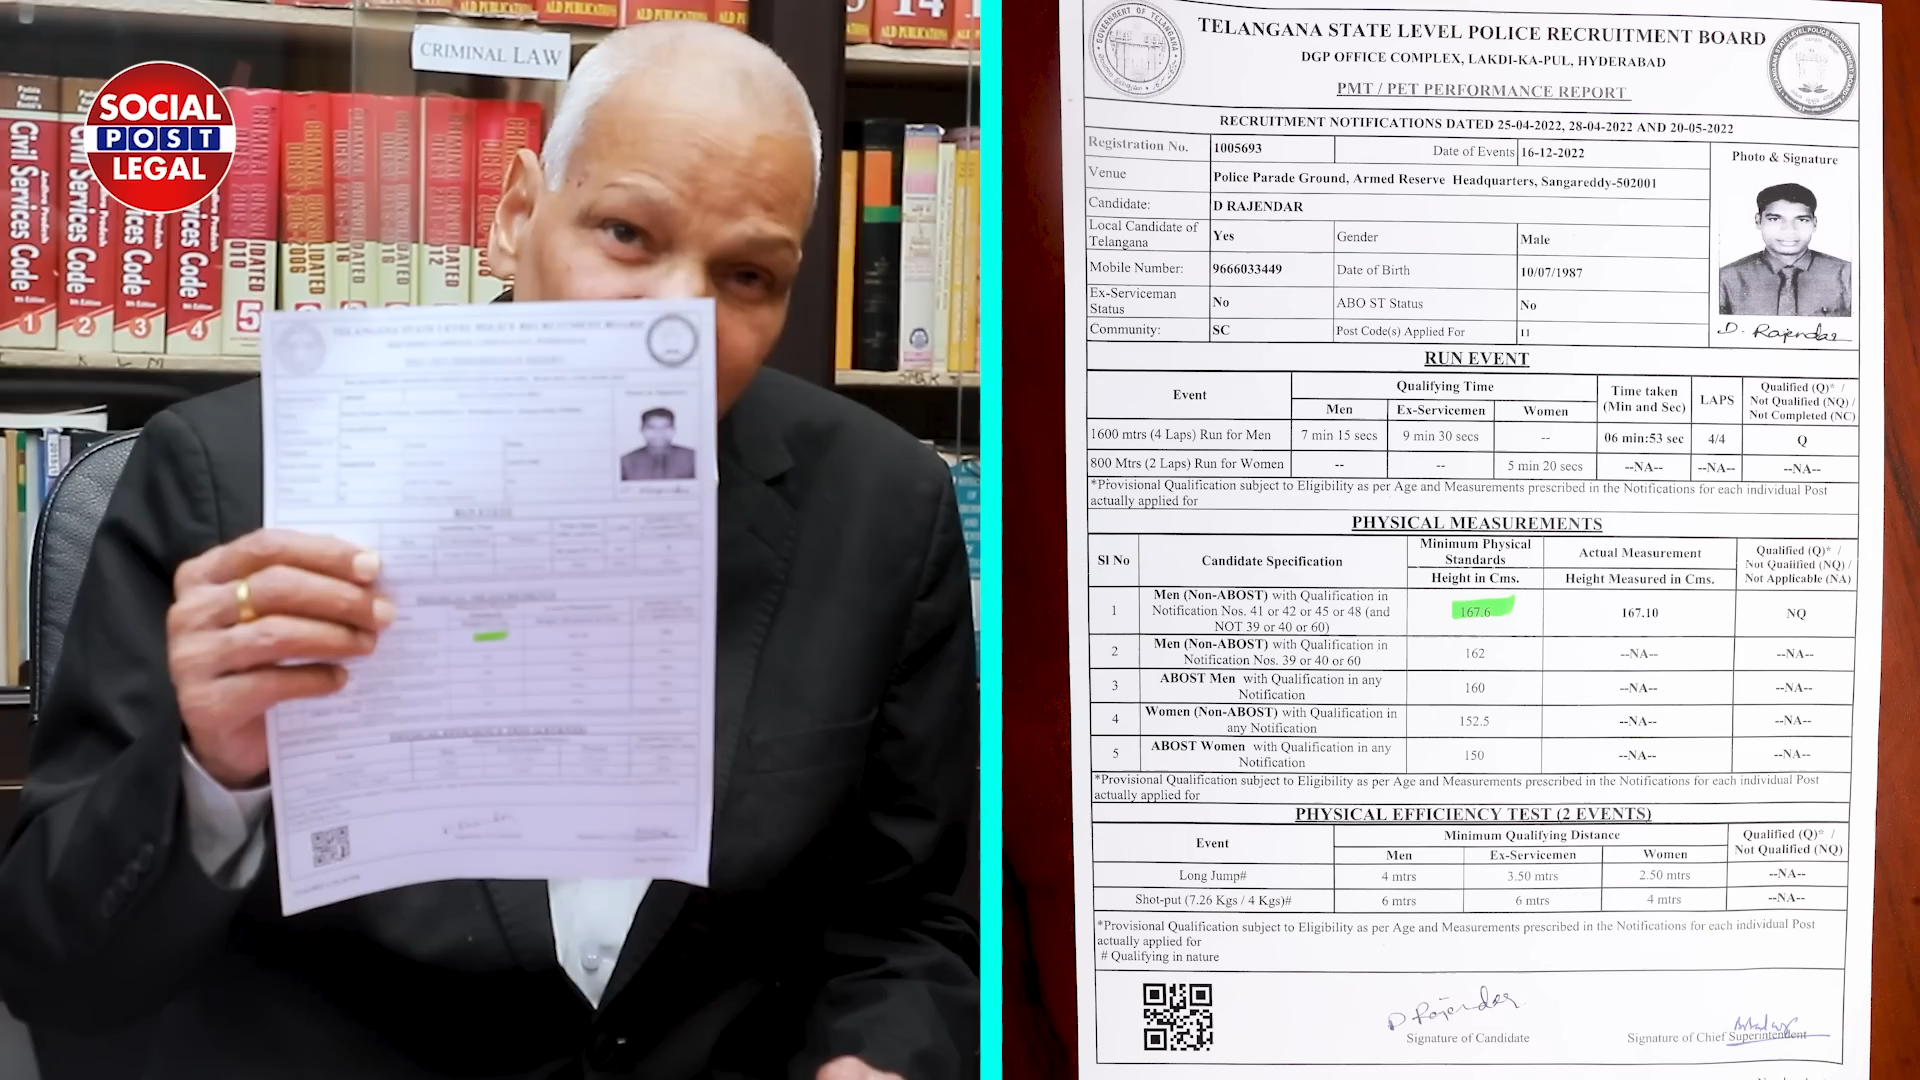 CRIMINAL LAW
SOCIAL
POST
LEGAL
Civil Services Code
Civil Services Code
Civil Services Code
Civil Services Code
1
2
3
4
5
14
ALD PUBLICATIONS
TELANGANA STATE LEVEL POLICE RECRUITMENT BOARD
DGP OFFICE COMPLEX, LAKDI-KA-PUL, HYDERABAD
PMT / PET PERFORMANCE REPORT
RECRUITMENT NOTIFICATIONS DATED 25-04-2022, 28-04-2022 AND 20-05-2022
Registration No. 1005693 Date of Events 16-12-2022
Photo & Signature
Venue Police Parade Ground, Armed Reserve Headquarters, Sangareddy-502001
Candidate: D RAJENDAR
Local Candidate of Telangana Yes Gender Male
Mobile Number: 9666033449 Date of Birth 10/07/1987
Ex-Serviceman Status No ABO ST Status No
Community: SC Post Code(s) Applied For 11
D. Rajendar
RUN EVENT
Event Qualifying Time Time taken (Min and Sec) LAPS Qualified (Q)* / Not Qualified (NQ) / Not Completed (NC)
Men Ex-Servicemen Women
1600 mtrs (4 Laps) Run for Men 7 min 15 secs 9 min 30 secs -- 06 min:53 sec 4/4 Q
800 Mtrs (2 Laps) Run for Women -- -- 5 min 20 secs --NA-- --NA-- --NA--
*Provisional Qualification subject to Eligibility as per Age and Measurements prescribed in the Notifications for each individual Post
actually applied for
PHYSICAL MEASUREMENTS
Sl No Candidate Specification Minimum Physical Standards Actual Measurement Qualified (Q)* / Not Qualified (NQ) / Not Applicable (NA)
Height in Cms. Height Measured in Cms.
1 Men (Non-ABOST) with Qualification in Notification Nos. 41 or 42 or 45 or 48 (and NOT 39 or 40 or 60) 167.6 167.10 NQ
2 Men (Non-ABOST) with Qualification in Notification Nos. 39 or 40 or 60 162 --NA-- --NA--
3 ABOST Men with Qualification in any Notification 160 --NA-- --NA--
4 Women (Non-ABOST) with Qualification in any Notification 152.5 --NA-- --NA--
5 ABOST Women with Qualification in any Notification 150 --NA-- --NA--
*Provisional Qualification subject to Eligibility as per Age and Measurements prescribed in the Notifications for each individual Post
actually applied for
PHYSICAL EFFICIENCY TEST (2 EVENTS)
Event Minimum Qualifying Distance Qualified (Q)* / Not Qualified (NQ)
Men Ex-Servicemen Women
Long Jump# 4 mtrs 3.50 mtrs 2.50 mtrs --NA--
Shot-put (7.26 Kgs / 4 Kgs)# 6 mtrs 6 mtrs 4 mtrs --NA--
*Provisional Qualification subject to Eligibility as per Age and Measurements prescribed in the Notifications for each individual Post
actually applied for
# Qualifying in nature
D Rajendar
Signature of Candidate
Signature of Chief Superintendent